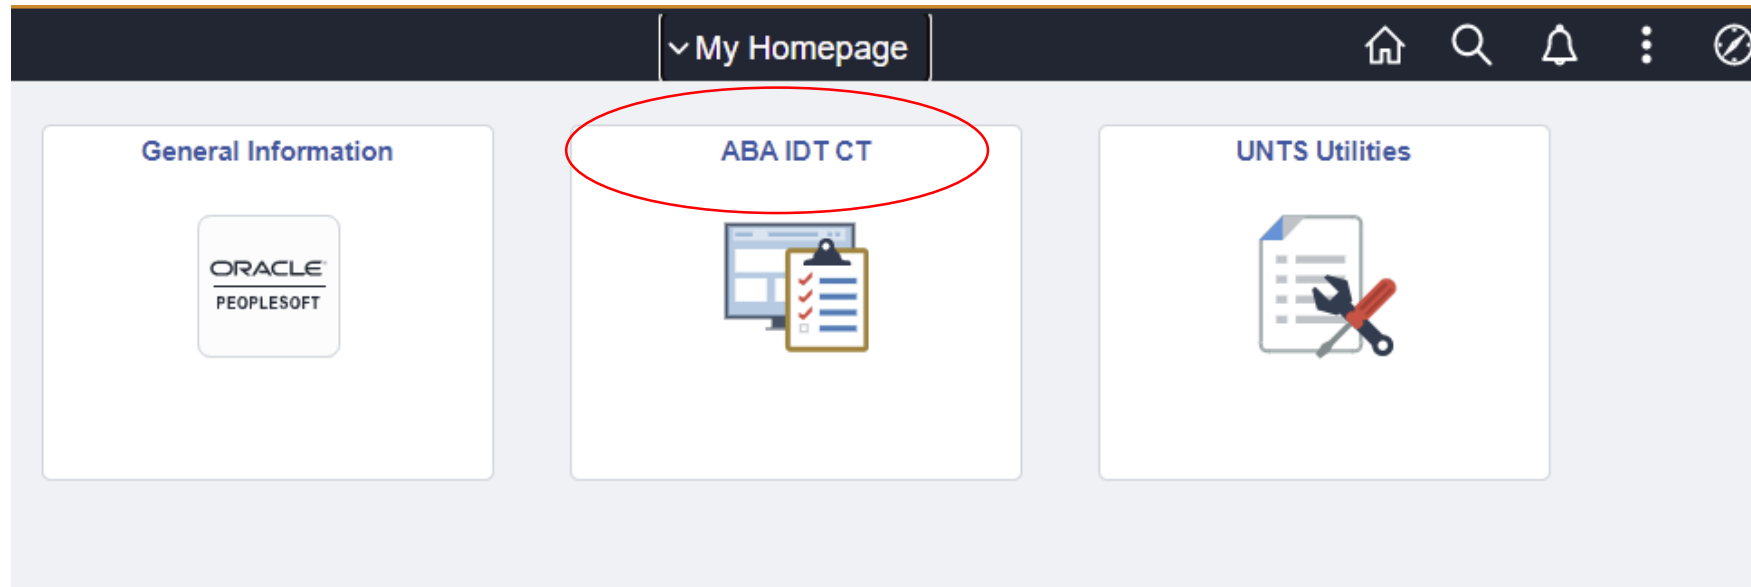 My Homepage
General Information
ABA IDT CT
UNTS Utilities
ORACLE
PEOPLESOFT